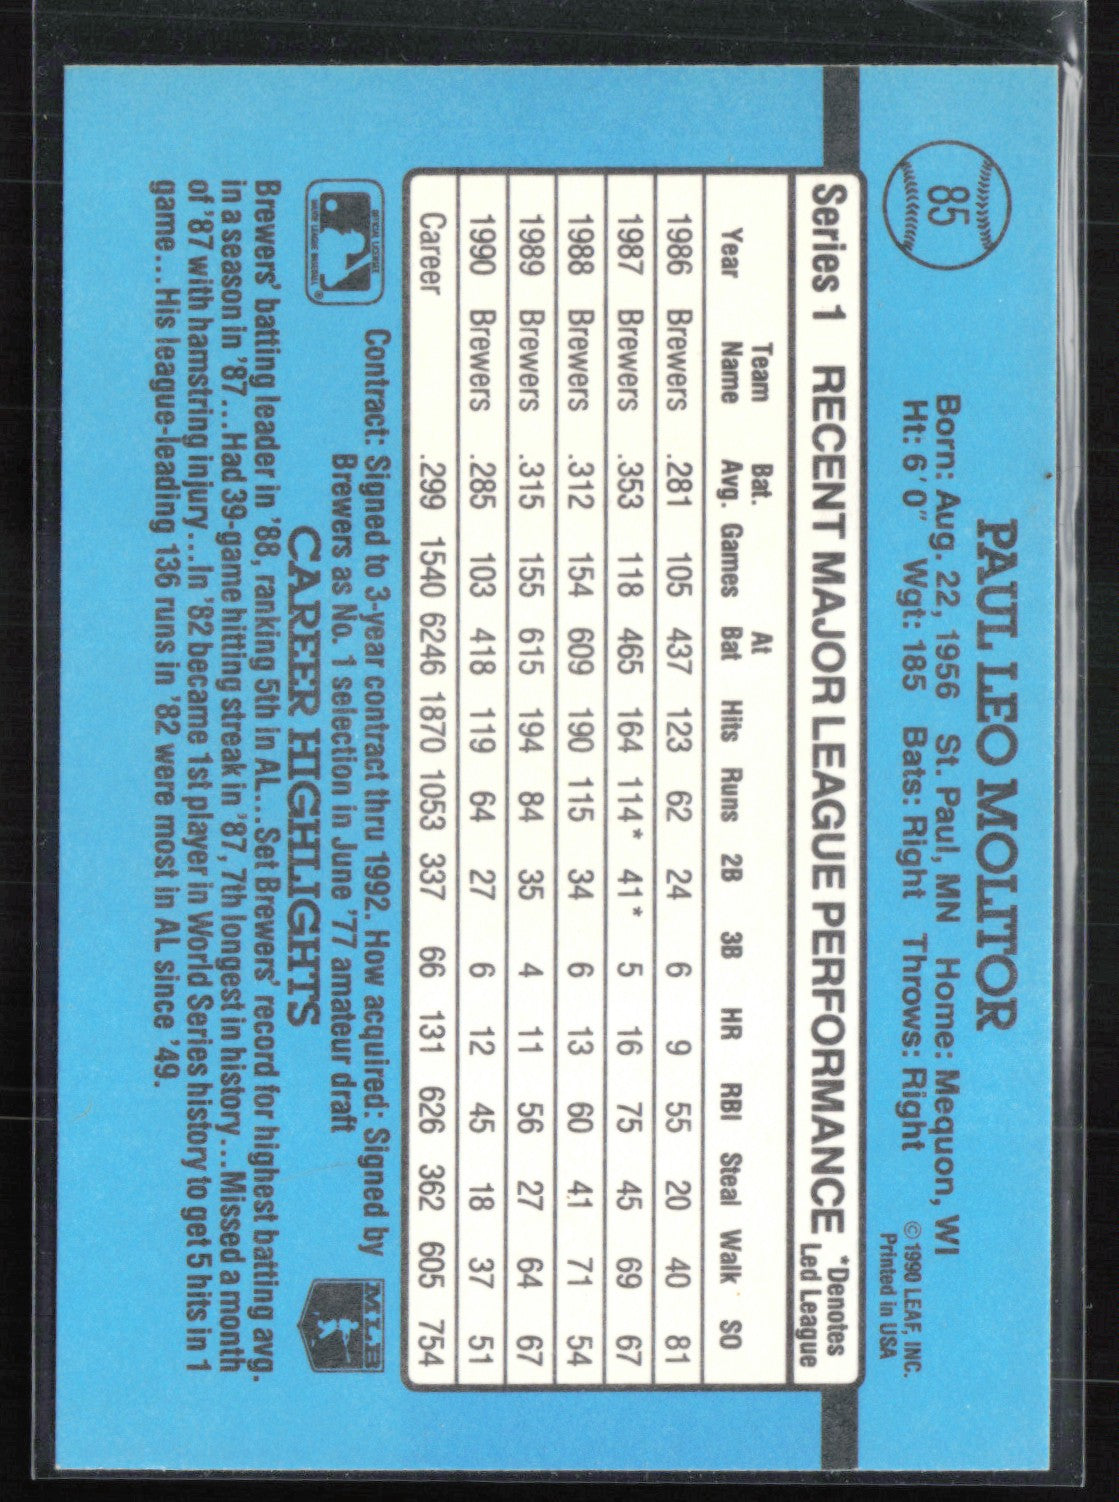 85
PAUL LEO MOLITOR
Born: Aug. 22, 1956 St. Paul, MN Home: Mequon, WI
Ht: 6'0" Wgt: 185 Bats: Right Throws: Right
© 1990 LEAF, INC.
Printed in USA
Series 1 RECENT MAJOR LEAGUE PERFORMANCE *Denotes Led League
Year Team Name Bat. Avg. Games At Bat Hits Runs 2B 3B HR RBI Steal Walk SO
1986 Brewers .281 105 437 123 62 24 6 9 55 20 40 81
1987 Brewers .353 118 465 164 114* 41* 5 16 75 45 69 67
1988 Brewers .312 154 609 190 115 34 6 13 60 41 71 54
1989 Brewers .315 155 615 194 84 35 4 11 56 27 64 67
1990 Brewers .285 103 418 119 64 27 6 12 45 18 37 51
Career .299 1540 6246 1870 1053 337 66 131 626 362 605 754
OFFICIAL LICENSEE
MAJOR LEAGUE BASEBALL ®
Contract: Signed to 3-year contract thru 1992. How acquired: Signed by
Brewers as No. 1 selection in June '77 amateur draft
MLB
CAREER HIGHLIGHTS
Brewers' batting leader in '88, ranking 5th in AL...Set Brewers' record for highest batting avg.
in a season in '87...Had 39-game hitting streak in '87, 7th longest in history...Missed a month
of '87 with hamstring injury...In '82 became 1st player in World Series history to get 5 hits in 1
game...His league-leading 136 runs in '82 were most in AL since '49.